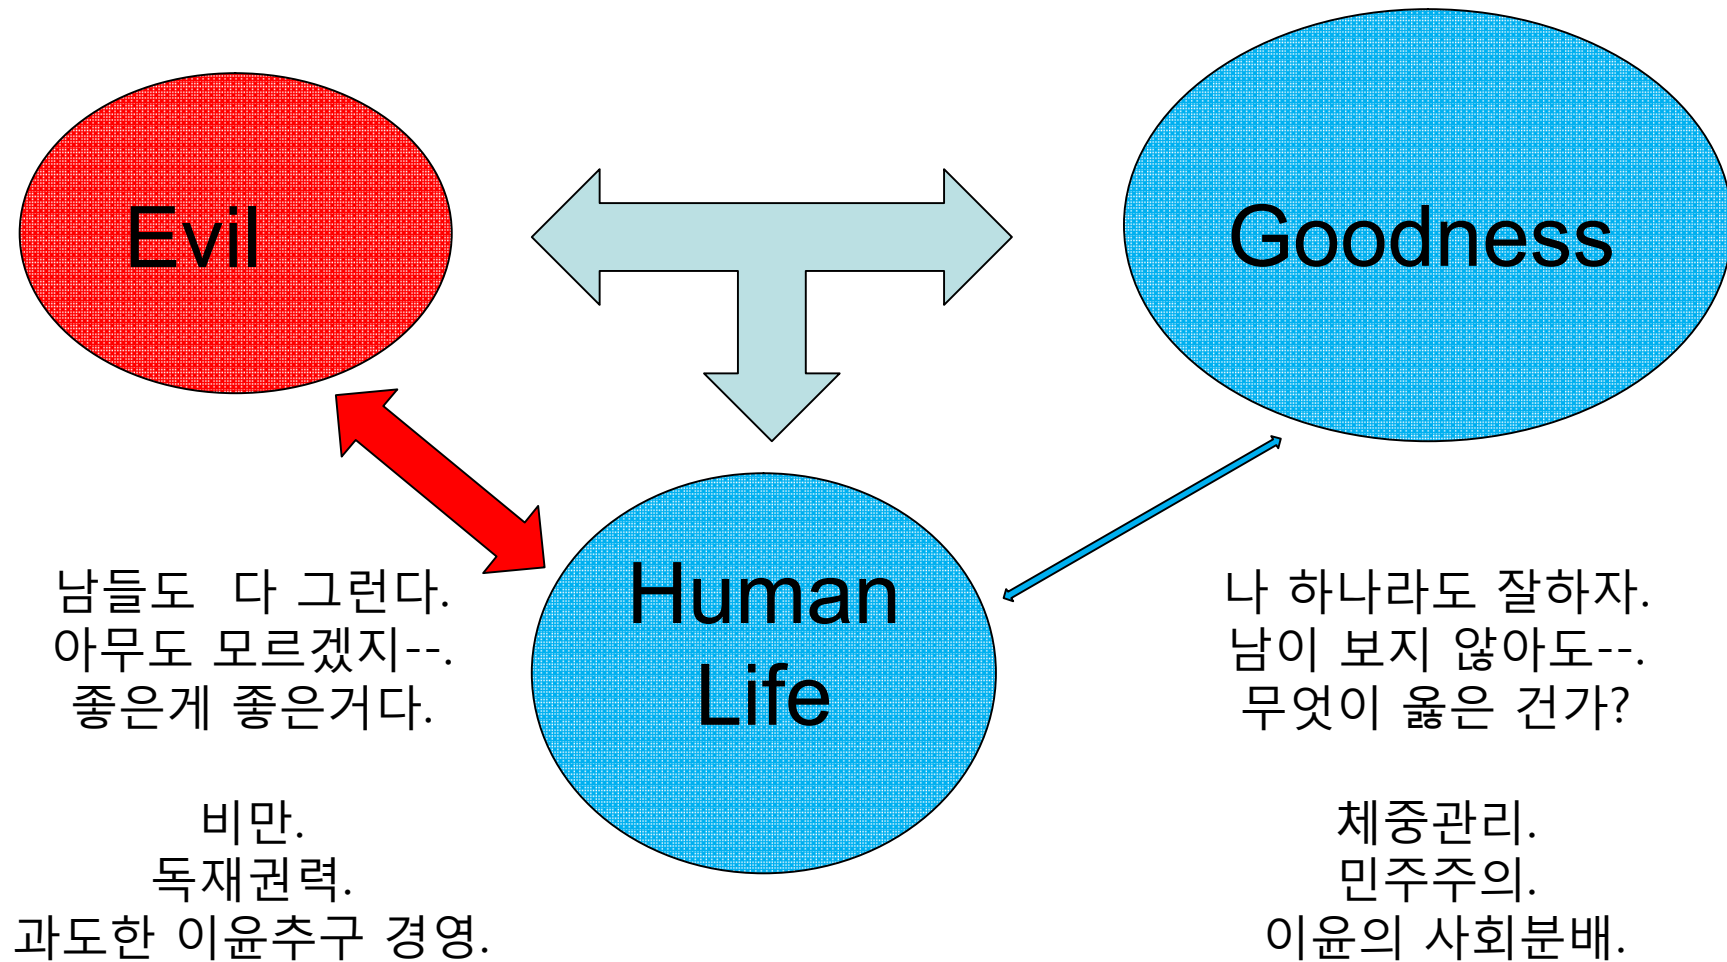 Evil
Goodness
Human
Life
남들도 다 그런다.
아무도 모르겠지--.
좋은게 좋은거다.
비만.
독재권력.
과도한 이윤추구 경영.
나 하나라도 잘하자.
남이 보지 않아도--.
무엇이 옳은 건가?
체중관리.
민주주의.
이윤의 사회분배.